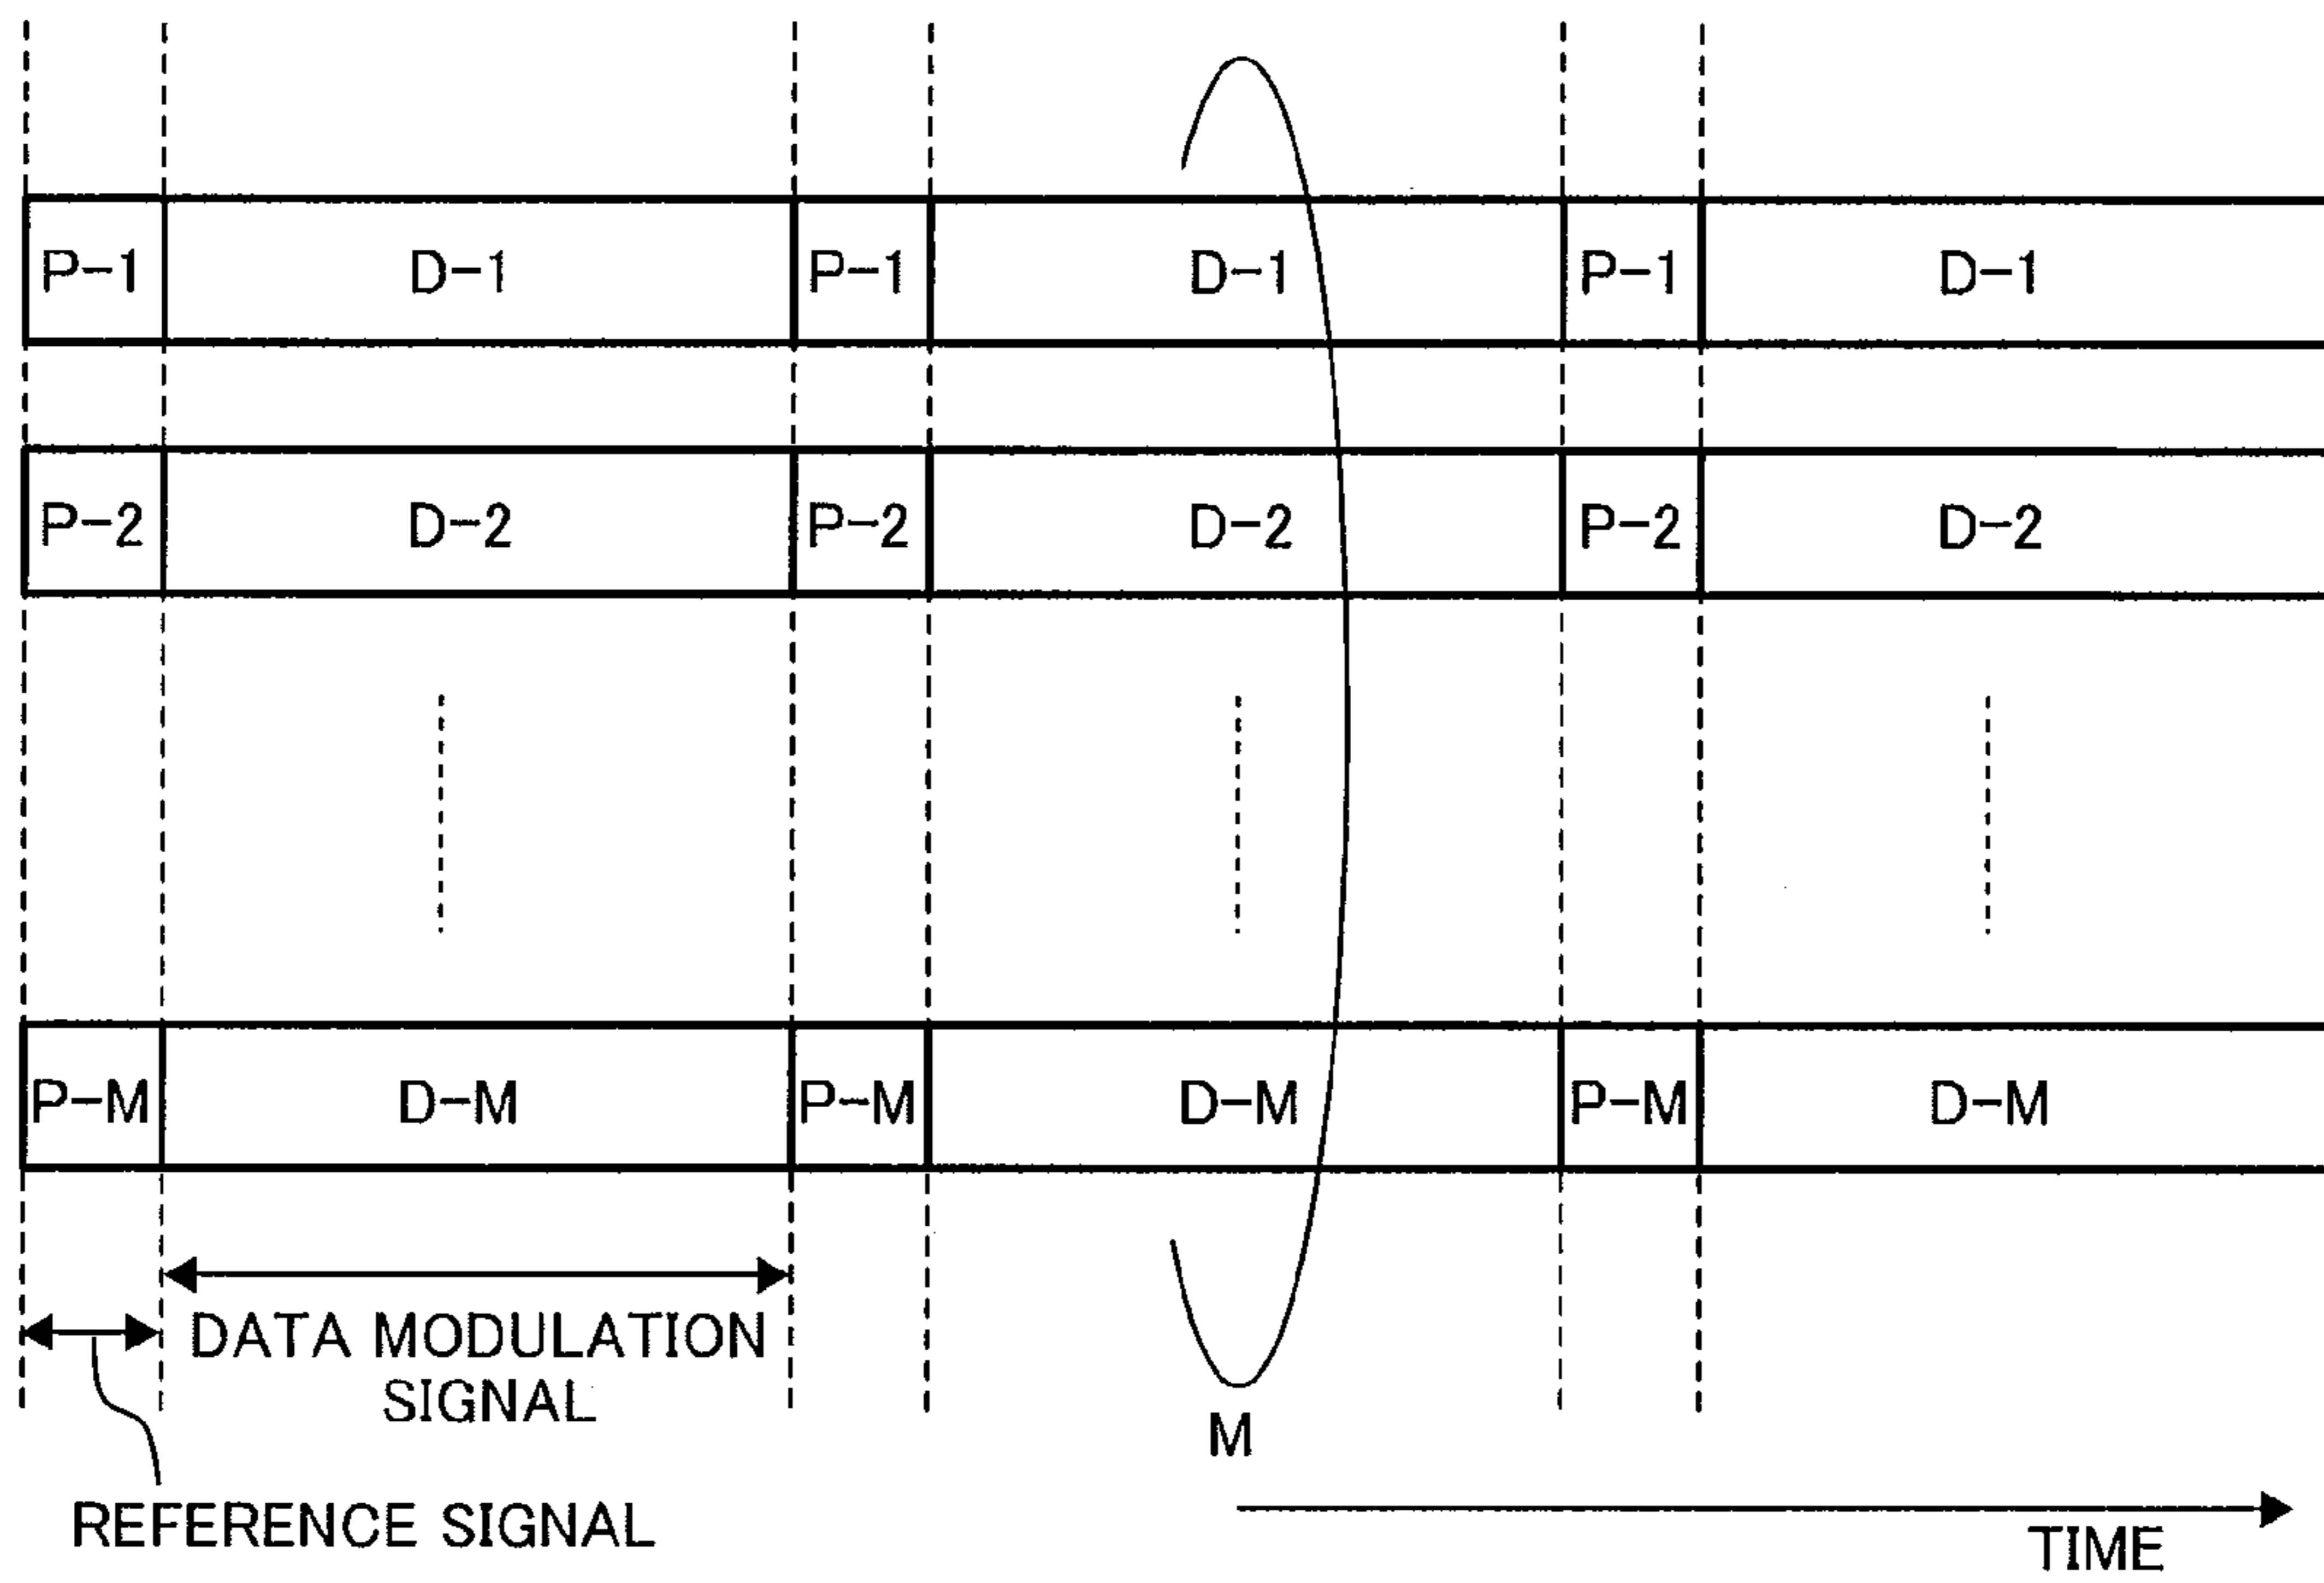 P-1 D-1 P-1 D-1 P-1 D-1
P-2 D-2 P-2 D-2 P-2 D-2
P-M D-M P-M D-M P-M D-M
DATA MODULATION
SIGNAL
M
REFERENCE SIGNAL
TIME